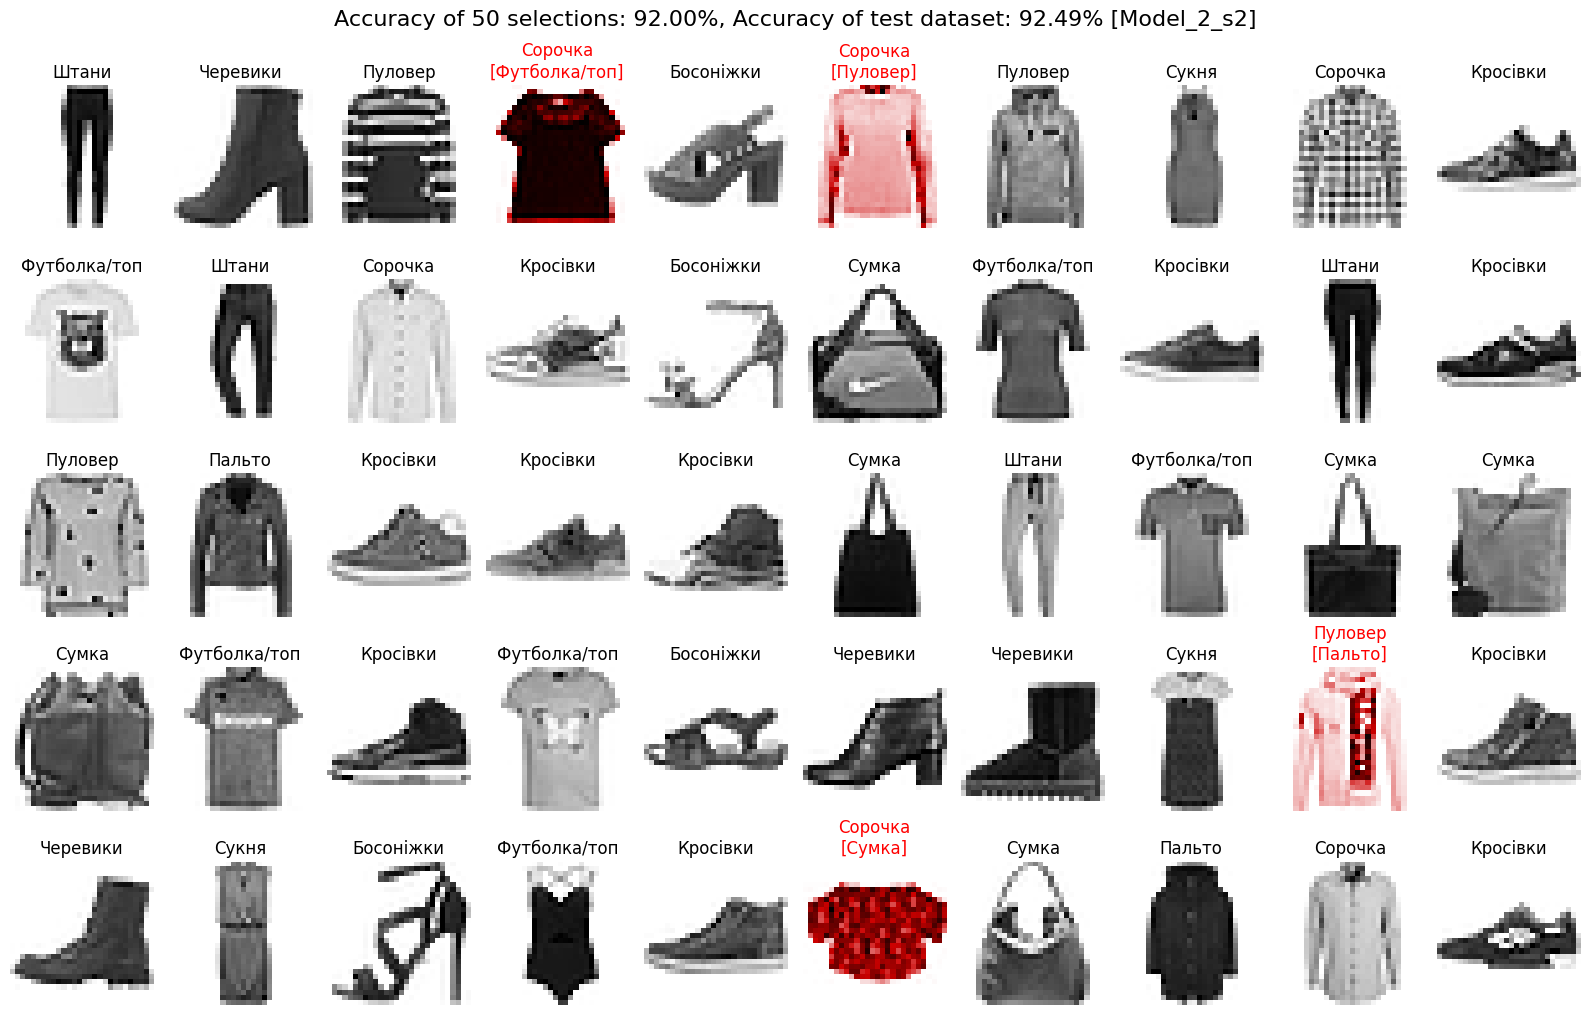 Accuracy of 50 selections: 92.00%, Accuracy of test dataset: 92.49% [Model_2_s2]
Штани
Черевики
Пуловер
Сорочка
[Футболка/топ]
Босоніжки
Сорочка
[Пуловер]
Пуловер
Сукня
Сорочка
Кросівки
Футболка/топ
Штани
Сорочка
Кросівки
Босоніжки
Сумка
Футболка/топ
Кросівки
Штани
Кросівки
Пуловер
Пальто
Кросівки
Кросівки
Кросівки
Сумка
Штани
Футболка/топ
Сумка
Сумка
Сумка
Футболка/топ
Кросівки
Футболка/топ
Босоніжки
Черевики
Черевики
Сукня
Пуловер
[Пальто]
Кросівки
Черевики
Сукня
Босоніжки
Футболка/топ
Кросівки
Сорочка
[Сумка]
Сумка
Пальто
Сорочка
Кросівки